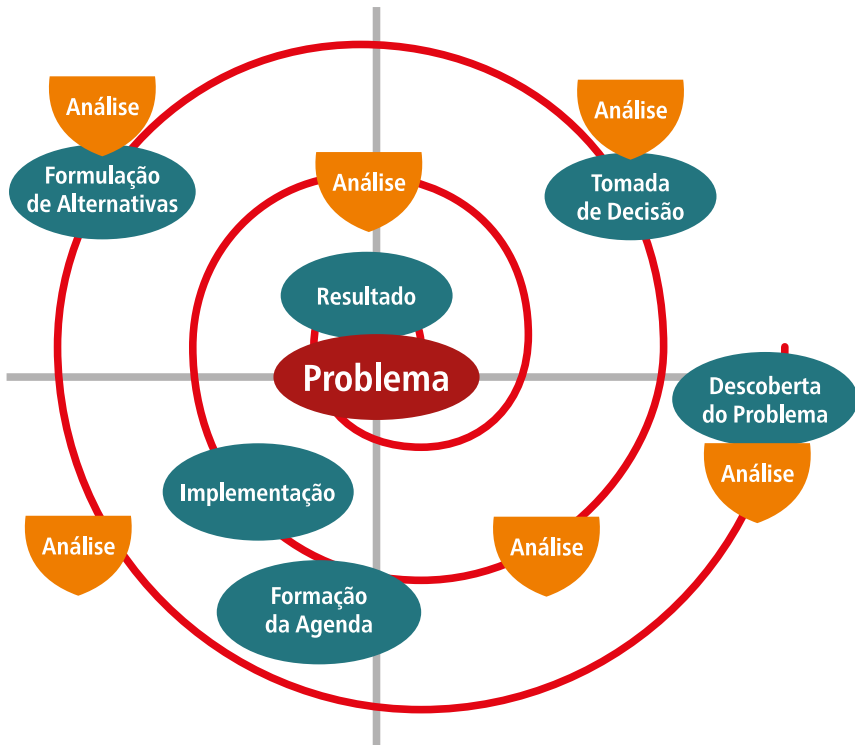 Análise
Formulação
de Alternativas
Análise
Tomada
de Decisão
Análise
Resultado
Problema
Descoberta
do Problema
Análise
Implementação
Análise
Análise
Formação
da Agenda